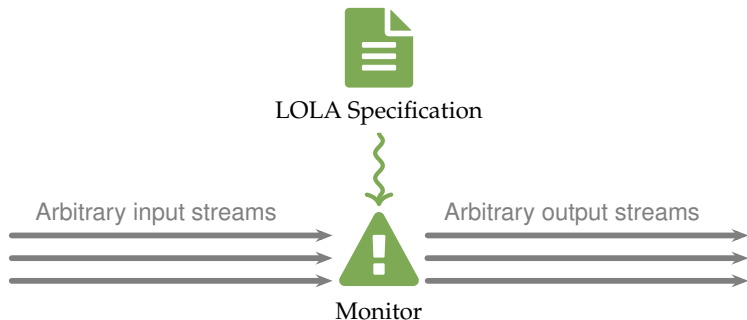 LOLA Specification
Arbitrary input streams
Arbitrary output streams
Monitor